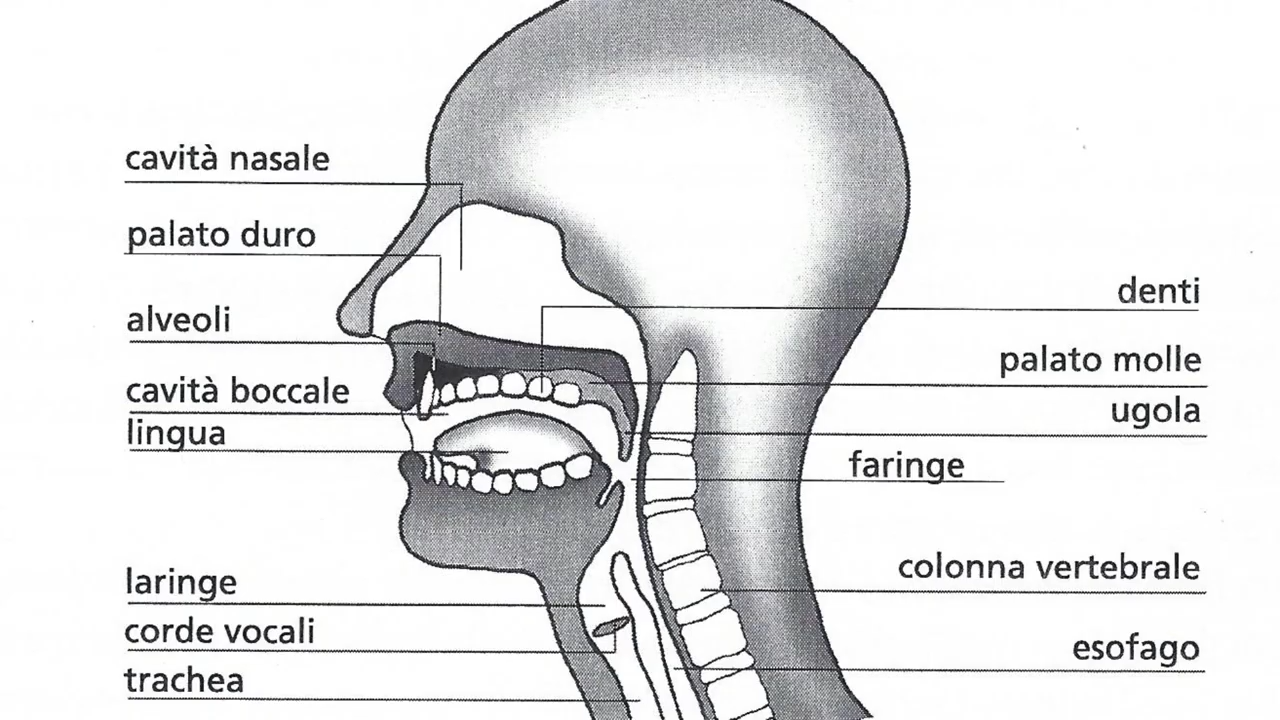 cavità nasale
palato duro
alveoli
cavità boccale
lingua
laringe
corde vocali
trachea
denti
palato molle
ugola
faringe
colonna vertebrale
esofago